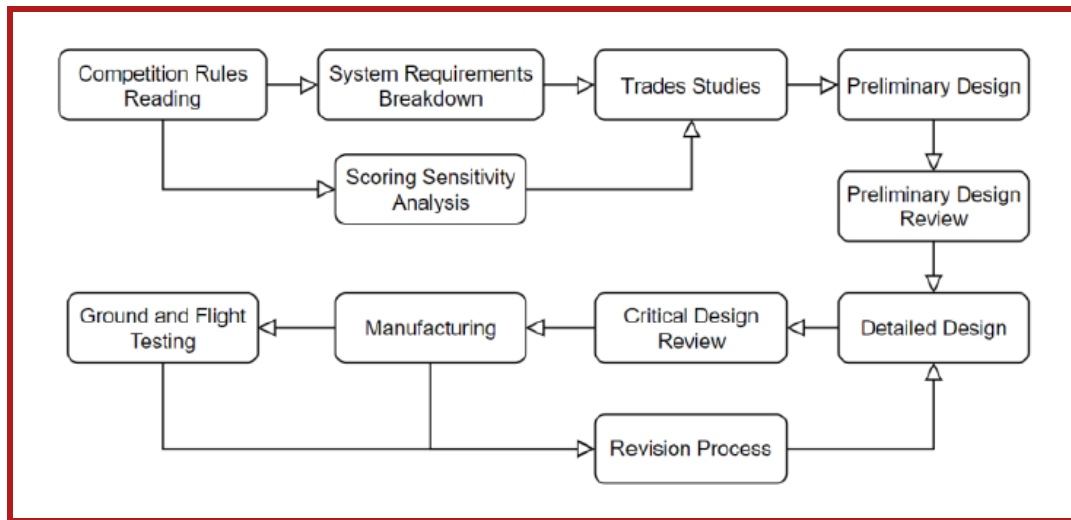 Competition Rules
Reading
System Requirements
Breakdown
Trades Studies
Preliminary Design
Scoring Sensitivity
Analysis
Preliminary Design
Review
Ground and Flight
Testing
Manufacturing
Critical Design
Review
Detailed Design
Revision Process